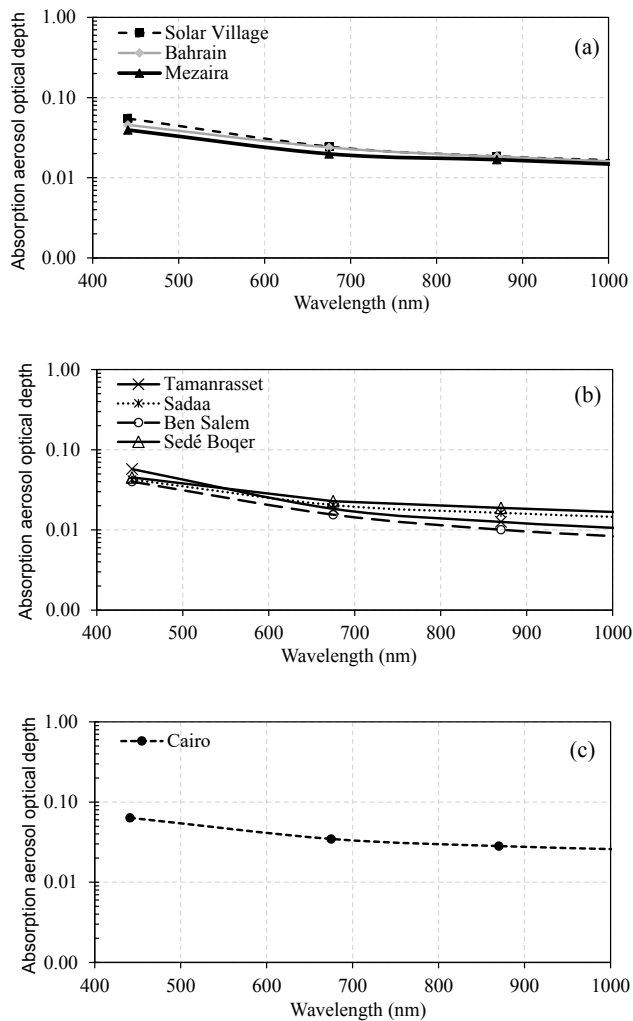 1.00
Solar Village
Bahrain
Mezaira
(a)
0.10
0.01
0.00
400 500 600 700 800 900 1000
Wavelength (nm)
Absorption aerosol optical depth
1.00
Tamanrasset
Sadaa
Ben Salem
Sedé Boqer
(b)
0.10
0.01
0.00
400 500 600 700 800 900 1000
Wavelength (nm)
Absorption aerosol optical depth
1.00
Cairo
(c)
0.10
0.01
0.00
400 500 600 700 800 900 1000
Wavelength (nm)
Absorption aerosol optical depth